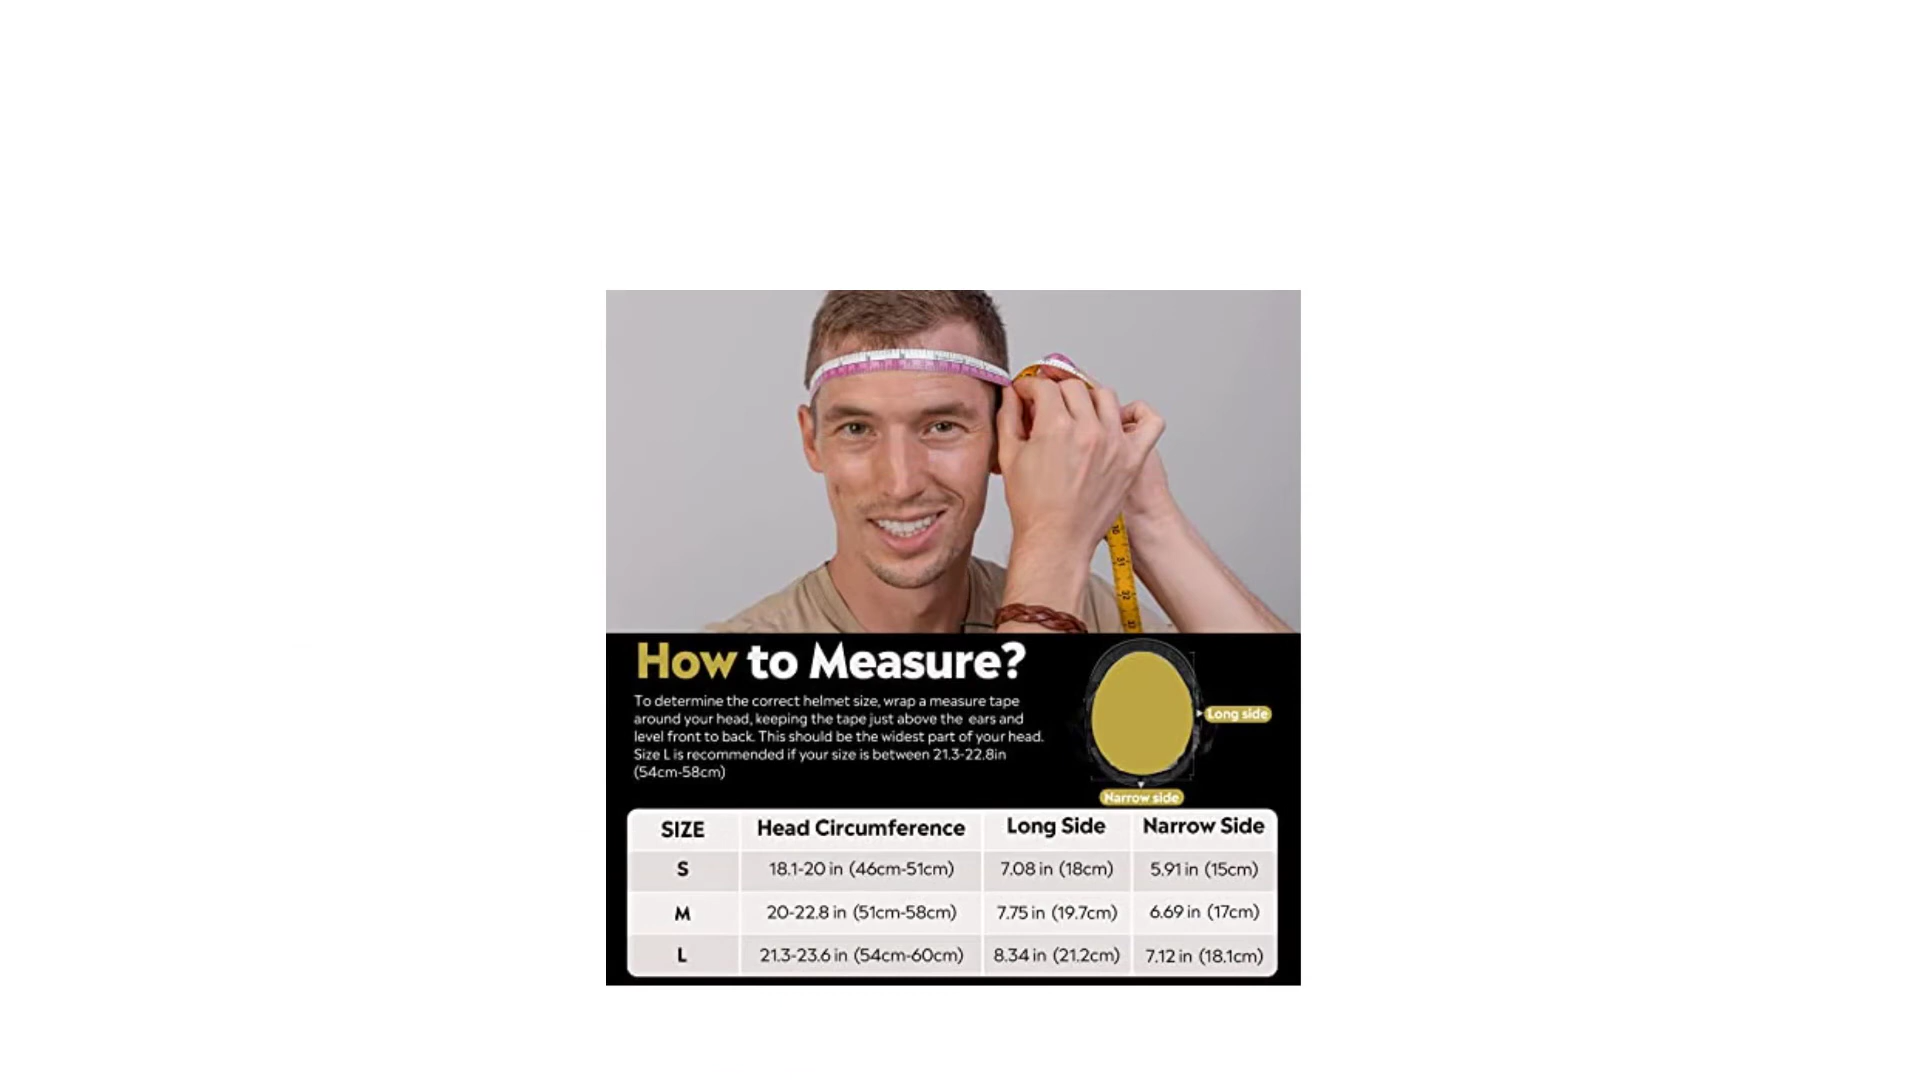 How to Measure?
To determine the correct helmet size, wrap a measure tape
around your head, keeping the tape just above the ears and
level front to back. This should be the widest part of your head.
Size L is recommended if your size is between 21.3-22.8in
(54cm-58cm)
Long side
Narrow side
SIZE Head Circumference Long Side Narrow Side
S 18.1-20 in (46cm-51cm) 7.08 in (18cm) 5.91 in (15cm)
M 20-22.8 in (51cm-58cm) 7.75 in (19.7cm) 6.69 in (17cm)
L 21.3-23.6 in (54cm-60cm) 8.34 in (21.2cm) 7.12 in (18.1cm)